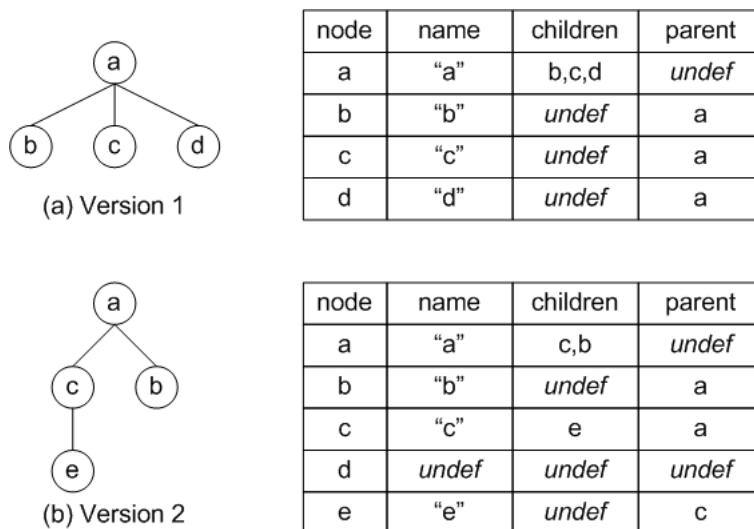 a
b c d
(a) Version 1
node name children parent
a "a" b,c,d undef
b "b" undef a
c "c" undef a
d "d" undef a
a
c b
e
(b) Version 2
node name children parent
a "a" c,b undef
b "b" undef a
c "c" e a
d undef undef undef
e "e" undef c